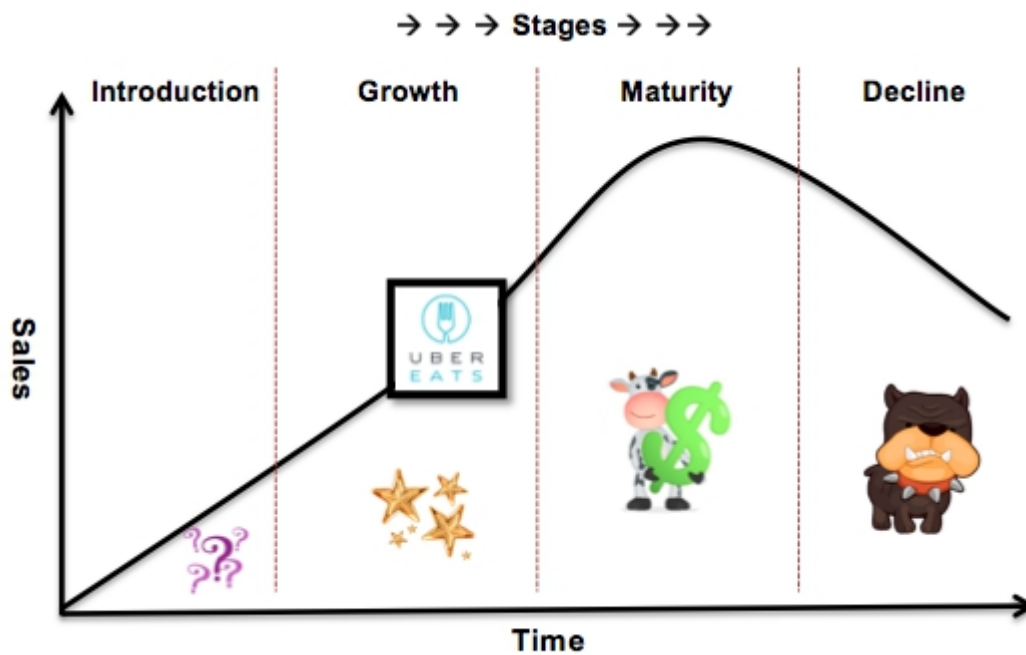 → → → Stages → → →
Introduction
Growth
Maturity
Decline
Sales
UBER
EATS
? ? ? ? ?
$
Time